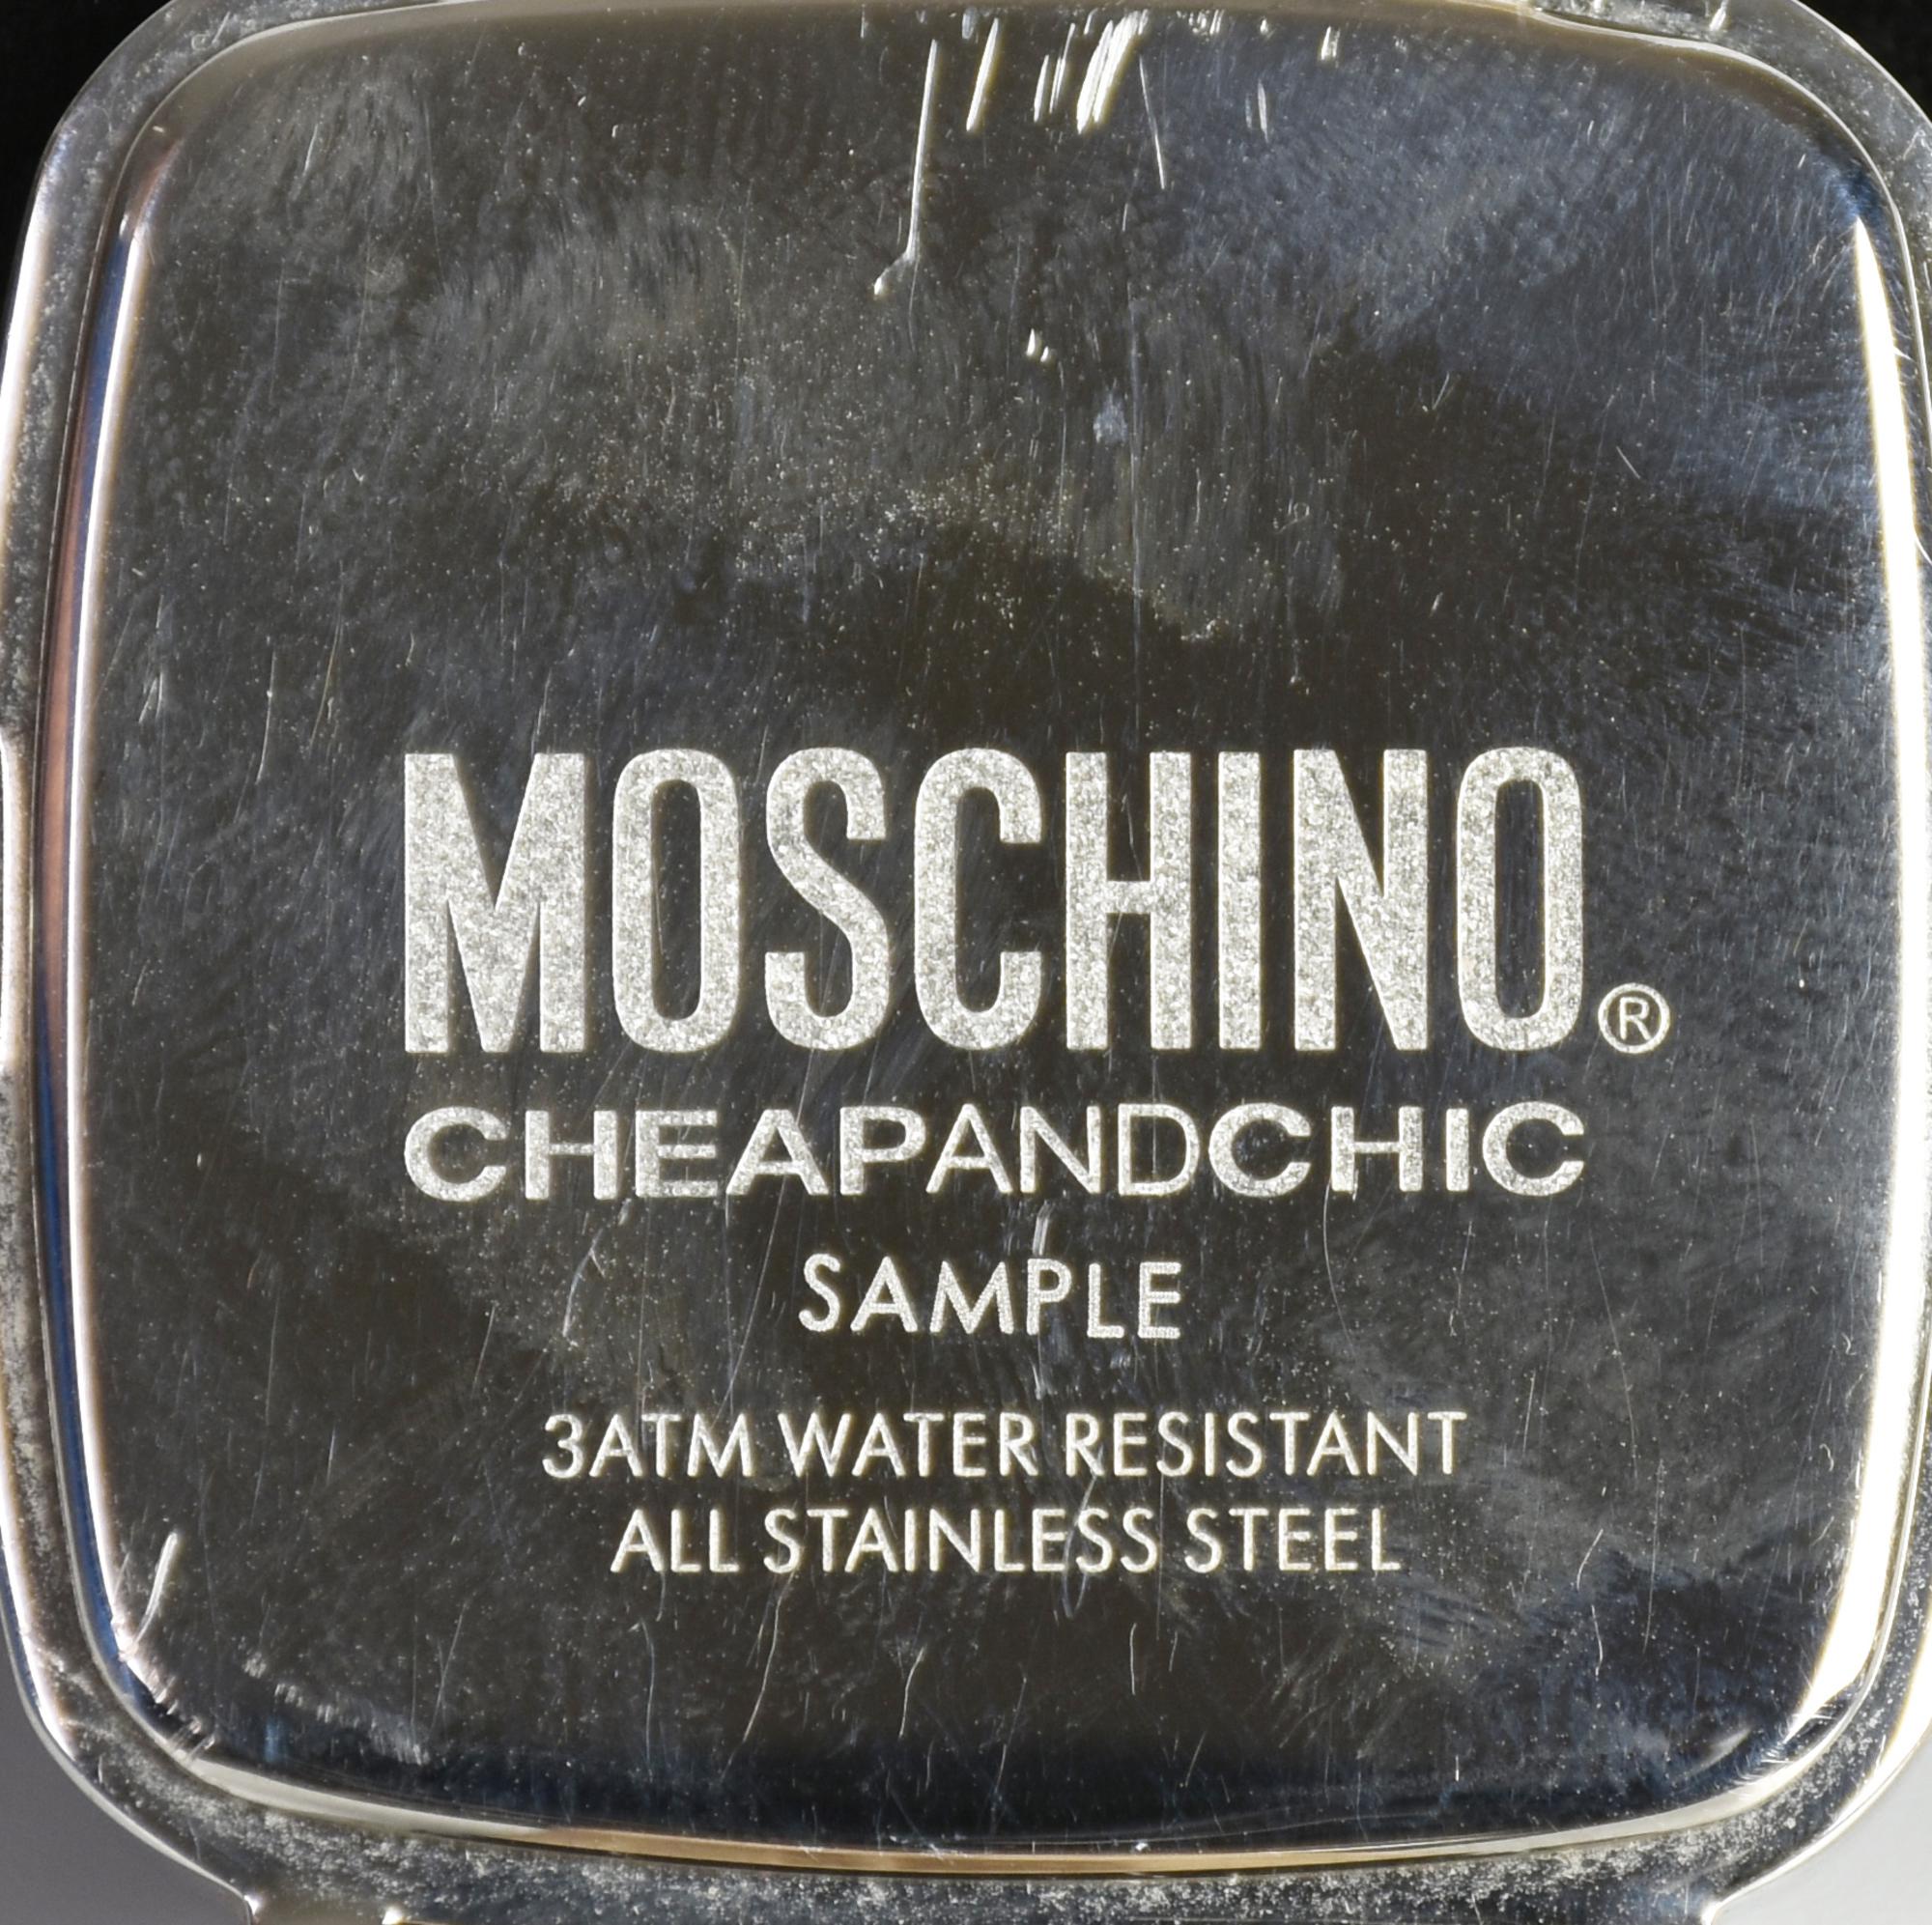 MOSCHINO®
CHEAPANDCHIC
SAMPLE
3ATM WATER RESISTANT
ALL STAINLESS STEEL